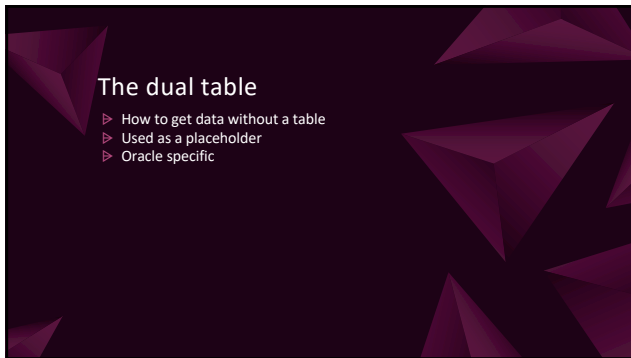 The dual table
How to get data without a table
Used as a placeholder
Oracle specific